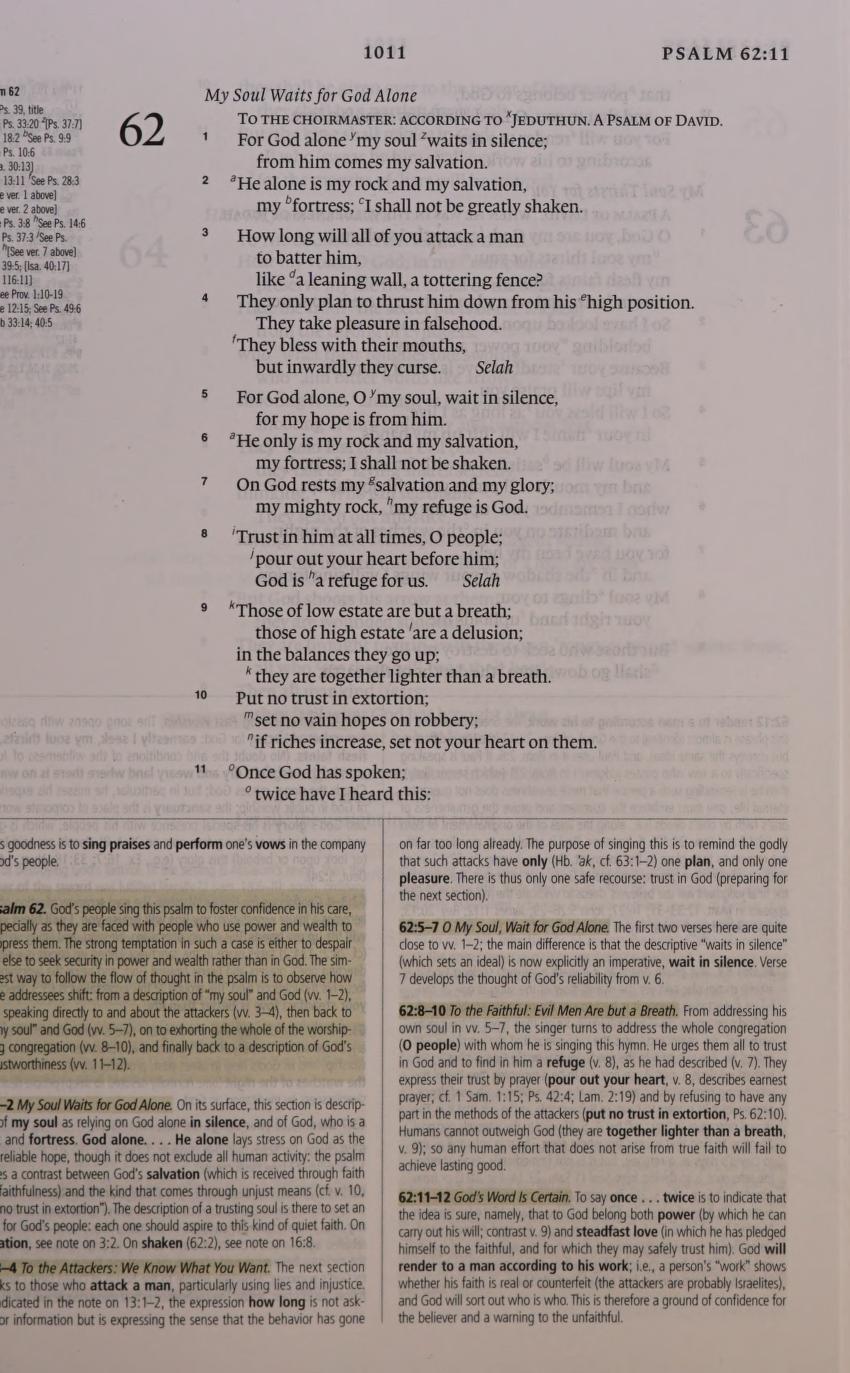 1011
PSALM 62:11
m 62
Ps. 39, title
Ps. 33:20 [Ps. 37:7]
18:2 See Ps. 9:9
Ps. 10:6
30:13]
13:11 See Ps. 28:3
ver. 1 above]
e ver. 2 above]
Ps. 3:8 See Ps. 14:6
Ps. 37:3 See Ps.
[See ver. 7 above]
39:5; [Isa. 40:17]
116:11]
ee Prov. 1:10-19
e 12:15; See Ps. 49:6
b 33:14; 40:5
62
My Soul Waits for God Alone
TO THE CHOIRMASTER: ACCORDING TO xJEDUTHUN. A PSALM OF DAVID.
1 For God alone ymy soul zwaits in silence;
from him comes my salvation.
2 aHe alone is my rock and my salvation,
my bfortress; cI shall not be greatly shaken.
3 How long will all of you attack a man
to batter him,
like da leaning wall, a tottering fence?
4 They only plan to thrust him down from his ehigh position.
They take pleasure in falsehood.
fThey bless with their mouths,
but inwardly they curse. Selah
5 For God alone, O ymy soul, wait in silence,
for my hope is from him.
6 aHe only is my rock and my salvation,
my fortress; I shall not be shaken.
7 On God rests my gsalvation and my glory;
my mighty rock, hmy refuge is God.
8 iTrust in him at all times, O people;
jpour out your heart before him;
God is ha refuge for us. Selah
9 kThose of low estate are but a breath;
those of high estate lare a delusion;
in the balances they go up;
k they are together lighter than a breath.
10 Put no trust in extortion;
mset no vain hopes on robbery;
nif riches increase, set not your heart on them.
11 oOnce God has spoken;
o twice have I heard this:
s goodness is to sing praises and perform one's vows in the company
od's people.
salm 62. God's people sing this psalm to foster confidence in his care,
pecially as they are faced with people who use power and wealth to
press them. The strong temptation in such a case is either to despair
else to seek security in power and wealth rather than in God. The sim-
est way to follow the flow of thought in the psalm is to observe how
e addressees shift: from a description of "my soul" and God (vv. 1–2),
speaking directly to and about the attackers (vv. 3–4), then back to
ny soul" and God (vv. 5–7), on to exhorting the whole of the worship-
g congregation (vv. 8–10), and finally back to a description of God's
ustworthiness (vv. 11–12).
–2 My Soul Waits for God Alone. On its surface, this section is descrip-
of my soul as relying on God alone in silence, and of God, who is a
and fortress. God alone. . . . He alone lays stress on God as the
reliable hope, though it does not exclude all human activity: the psalm
es a contrast between God's salvation (which is received through faith
faithfulness) and the kind that comes through unjust means (cf. v. 10,
no trust in extortion"). The description of a trusting soul is there to set an
for God's people: each one should aspire to this kind of quiet faith. On
ation, see note on 3:2. On shaken (62:2), see note on 16:8.
–4 To the Attackers: We Know What You Want. The next section
ks to those who attack a man, particularly using lies and injustice.
dicated in the note on 13:1–2, the expression how long is not ask-
or information but is expressing the sense that the behavior has gone
on far too long already. The purpose of singing this is to remind the godly
that such attacks have only (Hb. 'ak, cf. 63:1–2) one plan, and only one
pleasure. There is thus only one safe recourse: trust in God (preparing for
the next section).
62:5–7 O My Soul, Wait for God Alone. The first two verses here are quite
close to vv. 1–2; the main difference is that the descriptive "waits in silence"
(which sets an ideal) is now explicitly an imperative, wait in silence. Verse
7 develops the thought of God's reliability from v. 6.
62:8–10 To the Faithful: Evil Men Are but a Breath. From addressing his
own soul in vv. 5–7, the singer turns to address the whole congregation
(O people) with whom he is singing this hymn. He urges them all to trust
in God and to find in him a refuge (v. 8), as he had described (v. 7). They
express their trust by prayer (pour out your heart, v. 8, describes earnest
prayer; cf. 1 Sam. 1:15; Ps. 42:4; Lam. 2:19) and by refusing to have any
part in the methods of the attackers (put no trust in extortion, Ps. 62:10).
Humans cannot outweigh God (they are together lighter than a breath,
v. 9); so any human effort that does not arise from true faith will fail to
achieve lasting good.
62:11–12 God's Word Is Certain. To say once . . . twice is to indicate that
the idea is sure, namely, that to God belong both power (by which he can
carry out his will; contrast v. 9) and steadfast love (in which he has pledged
himself to the faithful, and for which they may safely trust him). God will
render to a man according to his work; i.e., a person's "work" shows
whether his faith is real or counterfeit (the attackers are probably Israelites),
and God will sort out who is who. This is therefore a ground of confidence for
the believer and a warning to the unfaithful.